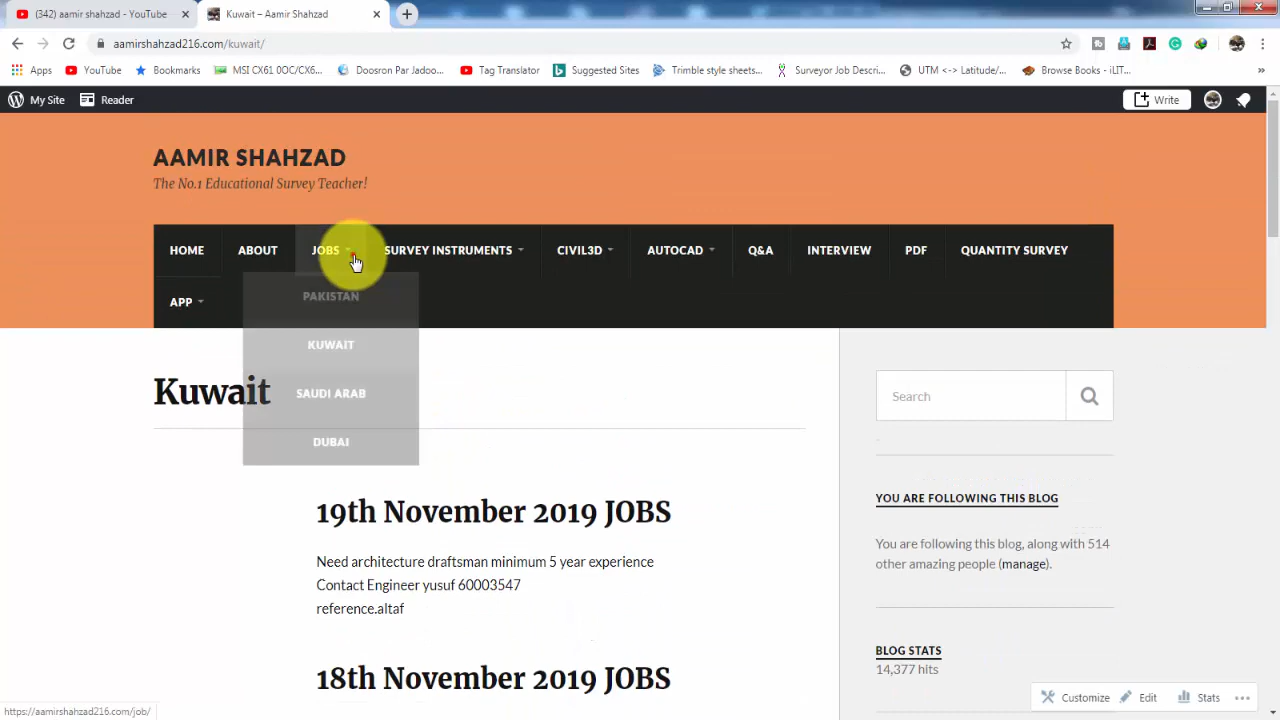 (342) aamir shahzad - YouTube
Kuwait – Aamir Shahzad
aamirshahzad216.com/kuwait/
Apps
YouTube
Bookmarks
MSI CX61 0OC/CX6...
Doosron Par Jadoo...
Tag Translator
Suggested Sites
Trimble style sheets...
Surveyor Job Descri...
UTM <-> Latitude/...
Browse Books - iLIT...
»
My Site
Reader
Write
AAMIR SHAHZAD
The No.1 Educational Survey Teacher!
HOME
ABOUT
JOBS
SURVEY INSTRUMENTS
CIVIL3D
AUTOCAD
Q&A
INTERVIEW
PDF
QUANTITY SURVEY
APP
PAKISTAN
KUWAIT
SAUDI ARAB
DUBAI
Kuwait
19th November 2019 JOBS
Need architecture draftsman minimum 5 year experience
Contact Engineer yusuf 60003547
reference.altaf
18th November 2019 JOBS
Search
YOU ARE FOLLOWING THIS BLOG
You are following this blog, along with 514
other amazing people (manage).
BLOG STATS
14,377 hits
Customize
Edit
Stats
https://aamirshahzad216.com/job/